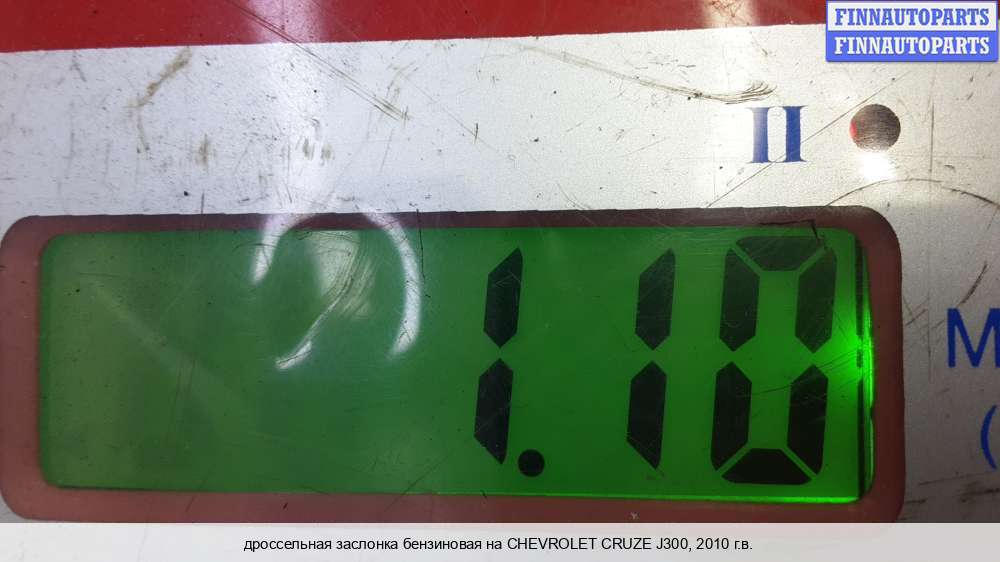 FINNAUTOPARTS
FINNAUTOPARTS
II
1.10
M
(
дроссельная заслонка бензиновая на CHEVROLET CRUZE J300, 2010 г.в.